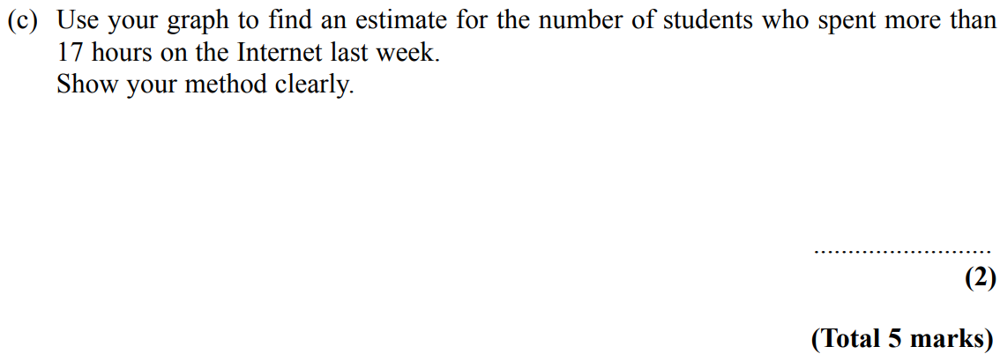 (c) Use your graph to find an estimate for the number of students who spent more than
17 hours on the Internet last week.
Show your method clearly.
..........................
(2)
(Total 5 marks)